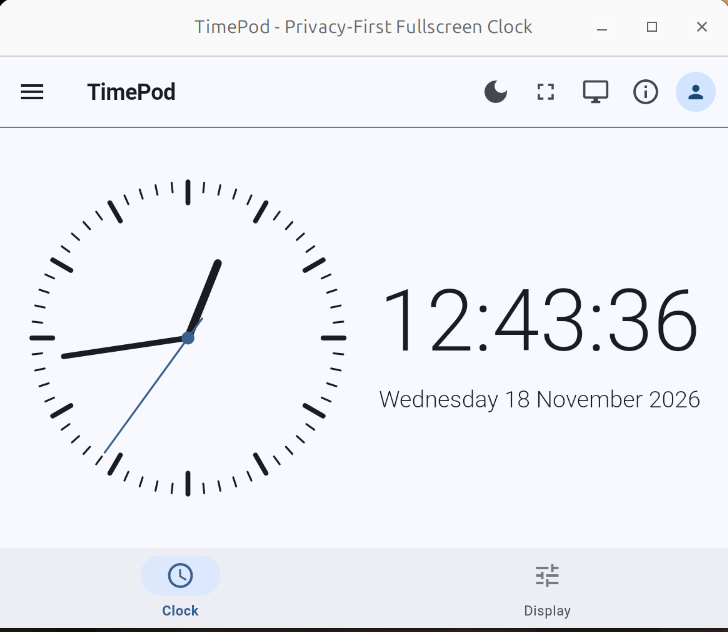 TimePod - Privacy-First Fullscreen Clock
TimePod
12:43:36
Wednesday 18 November 2026
Clock
Display